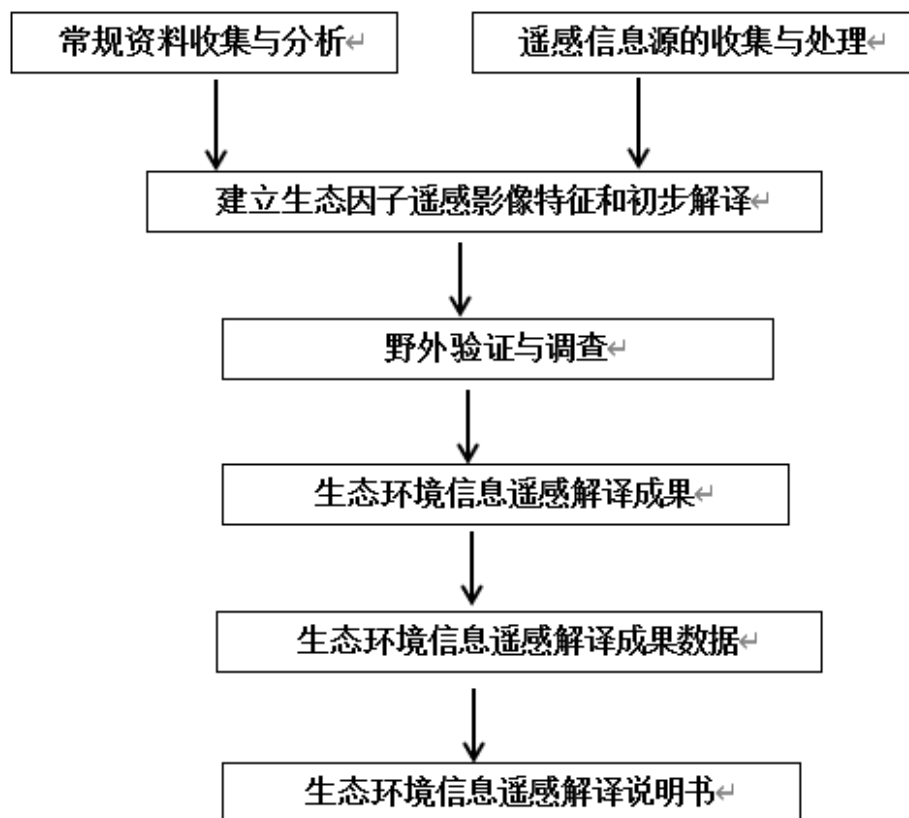 常规资料收集与分析↵
遥感信息源的收集与处理↵
建立生态因子遥感影像特征和初步解译↵
野外验证与调查↵
生态环境信息遥感解译成果↵
生态环境信息遥感解译成果数据↵
生态环境信息遥感解译说明书↵